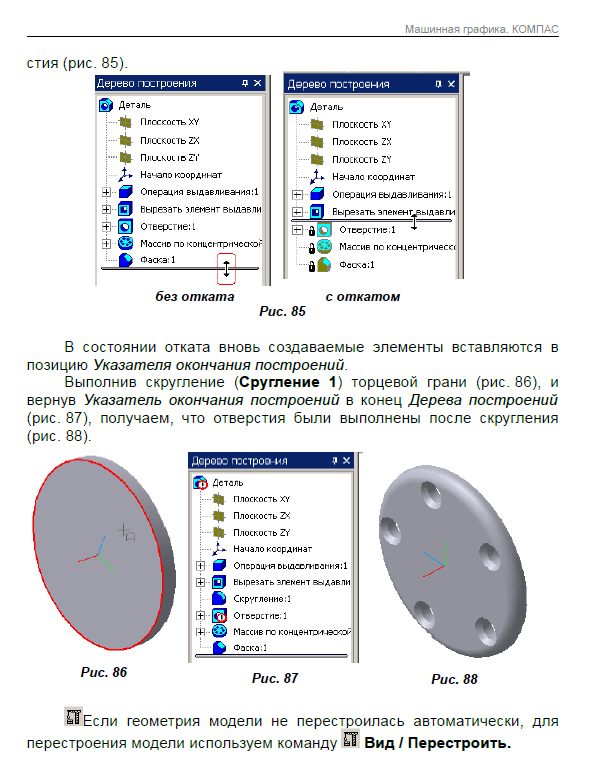 Машинная графика. КОМПАС
стия (рис. 85).
Дерево построения
Деталь
Плоскость XY
Плоскость ZX
Плоскость ZY
Начало координат
Операция выдавливания:1
Вырезать элемент выдавли
Отверстие:1
Массив по концентрической
Фаска:1
Дерево построения
Деталь
Плоскость XY
Плоскость ZX
Плоскость ZY
Начало координат
Операция выдавливания:1
Вырезать элемент выдавли
Отверстие:1
Массив по концентрическс
Фаска:1
без отката
с откатом
Рис. 85
В состоянии отката вновь создаваемые элементы вставляются в
позицию Указателя окончания построений.
Выполнив скругление (Сругление 1) торцевой грани (рис. 86), и
вернув Указатель окончания построений в конец Дерева построений
(рис. 87), получаем, что отверстия были выполнены после скругления
(рис. 88).
Дерево построения
Деталь
Плоскость XY
Плоскость ZX
Плоскость ZY
Начало координат
Операция выдавливания:1
Вырезать элемент выдавли
Скругление:1
Отверстие:1
Массив по концентрической
Фаска:1
Рис. 86
Рис. 87
Рис. 88
Если геометрия модели не перестроилась автоматически, для
перестроения модели используем команду Вид / Перестроить.